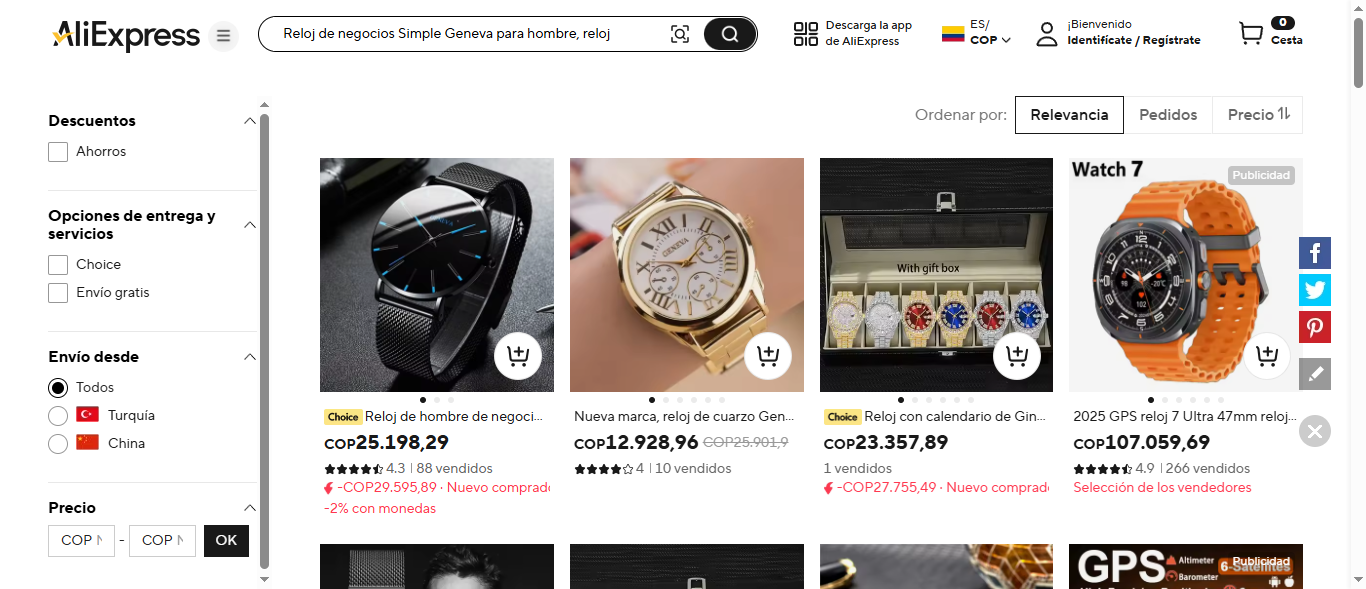 AliExpress
Reloj de negocios Simple Geneva para hombre, reloj
Descarga la app
de AliExpress
ES/
COP
¡Bienvenido
Identifícate / Regístrate
0
Cesta
Descuentos
Ahorros
Opciones de entrega y
servicios
Choice
Envío gratis
Envío desde
Todos
Turquía
China
Precio
COP
-
COP
OK
Ordenar por:
Relevancia
Pedidos
Precio
GENEVA
With gift box
Watch 7
Publicidad
Choice Reloj de hombre de negoci...
COP25.198,29
4.3 | 88 vendidos
-COP29.595,89 · Nuevo comprado
-2% con monedas
Nueva marca, reloj de cuarzo Gen...
COP12.928,96 COP25.901,9
4 | 10 vendidos
Choice Reloj con calendario de Gin...
COP23.357,89
1 vendidos
-COP27.755,49 · Nuevo comprad
2025 GPS reloj 7 Ultra 47mm reloj...
COP107.059,69
4.9 | 266 vendidos
Selección de los vendedores
GPS
Altimeter
Barometer
6-Satellites
Publicidad